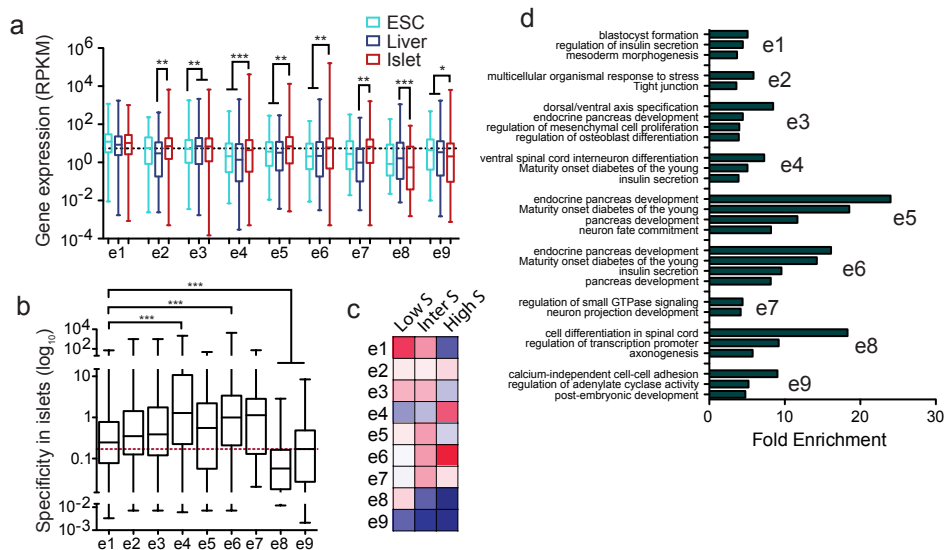 a
ESC
Liver
Islet
Gene expression (RPKM)
10^6
10^4
10^2
10^0
10^−2
10^−4
** ** *** ** ** ** *** *
e1 e2 e3 e4 e5 e6 e7 e8 e9
b
Specificity in islets (log10)
***
***
***
10^4
10^2
10
1
0.1
10^-2
10^-3
e1 e2 e3 e4 e5 e6 e7 e8 e9
c
Low S Inter S High S
e1
e2
e3
e4
e5
e6
e7
e8
e9
d
blastocyst formation
regulation of insulin secretion
mesoderm morphogenesis
e1
multicellular organismal response to stress
Tight junction
e2
dorsal/ventral axis specification
endocrine pancreas development
regulation of mesenchymal cell proliferation
regulation of osteoblast differentiation
e3
ventral spinal cord interneuron differentiation
Maturity onset diabetes of the young
insulin secretion
e4
endocrine pancreas development
Maturity onset diabetes of the young
pancreas development
neuron fate commitment
e5
endocrine pancreas development
Maturity onset diabetes of the young
insulin secretion
pancreas development
e6
regulation of small GTPase signaling
neuron projection development
e7
cell differentiation in spinal cord
regulation of transcription promoter
axonogenesis
e8
calcium-independent cell-cell adhesion
regulation of adenylate cyclase activity
post-embryonic development
e9
0 10 20 30
Fold Enrichment